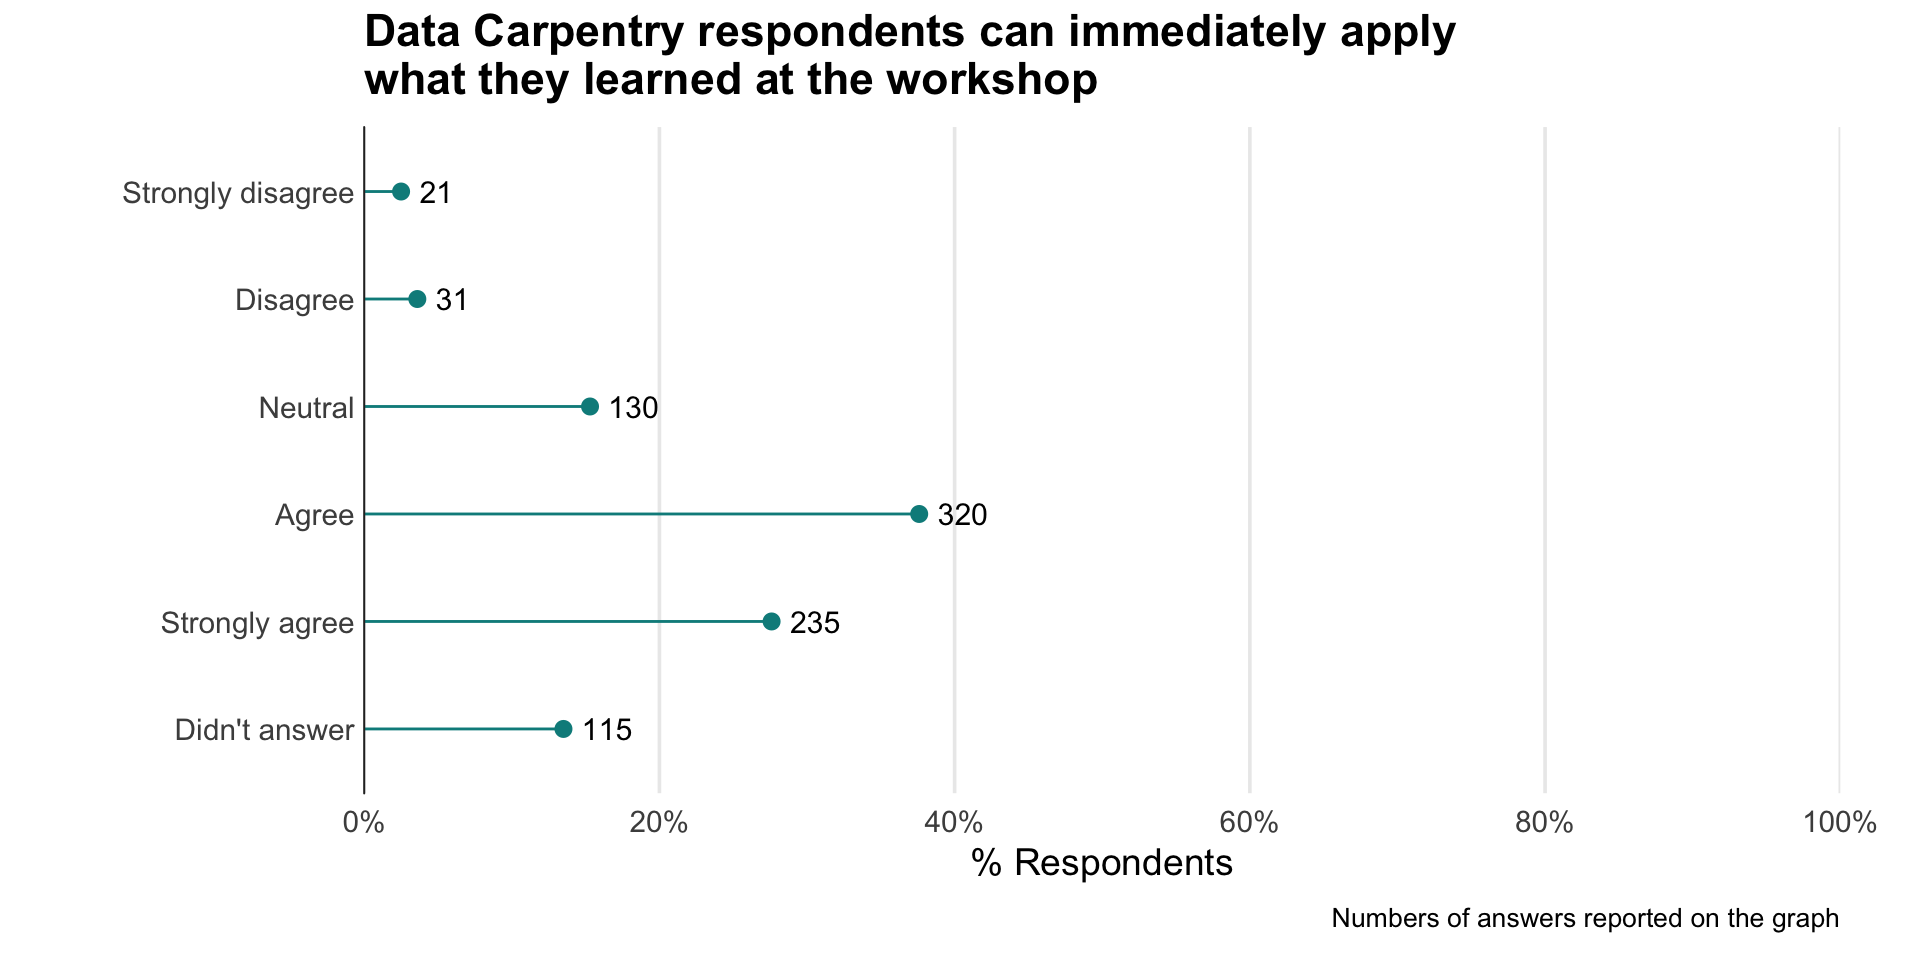 Data Carpentry respondents can immediately apply
what they learned at the workshop
Strongly disagree 21
Disagree 31
Neutral 130
Agree 320
Strongly agree 235
Didn't answer 115
0% 20% 40% 60% 80% 100%
% Respondents
Numbers of answers reported on the graph